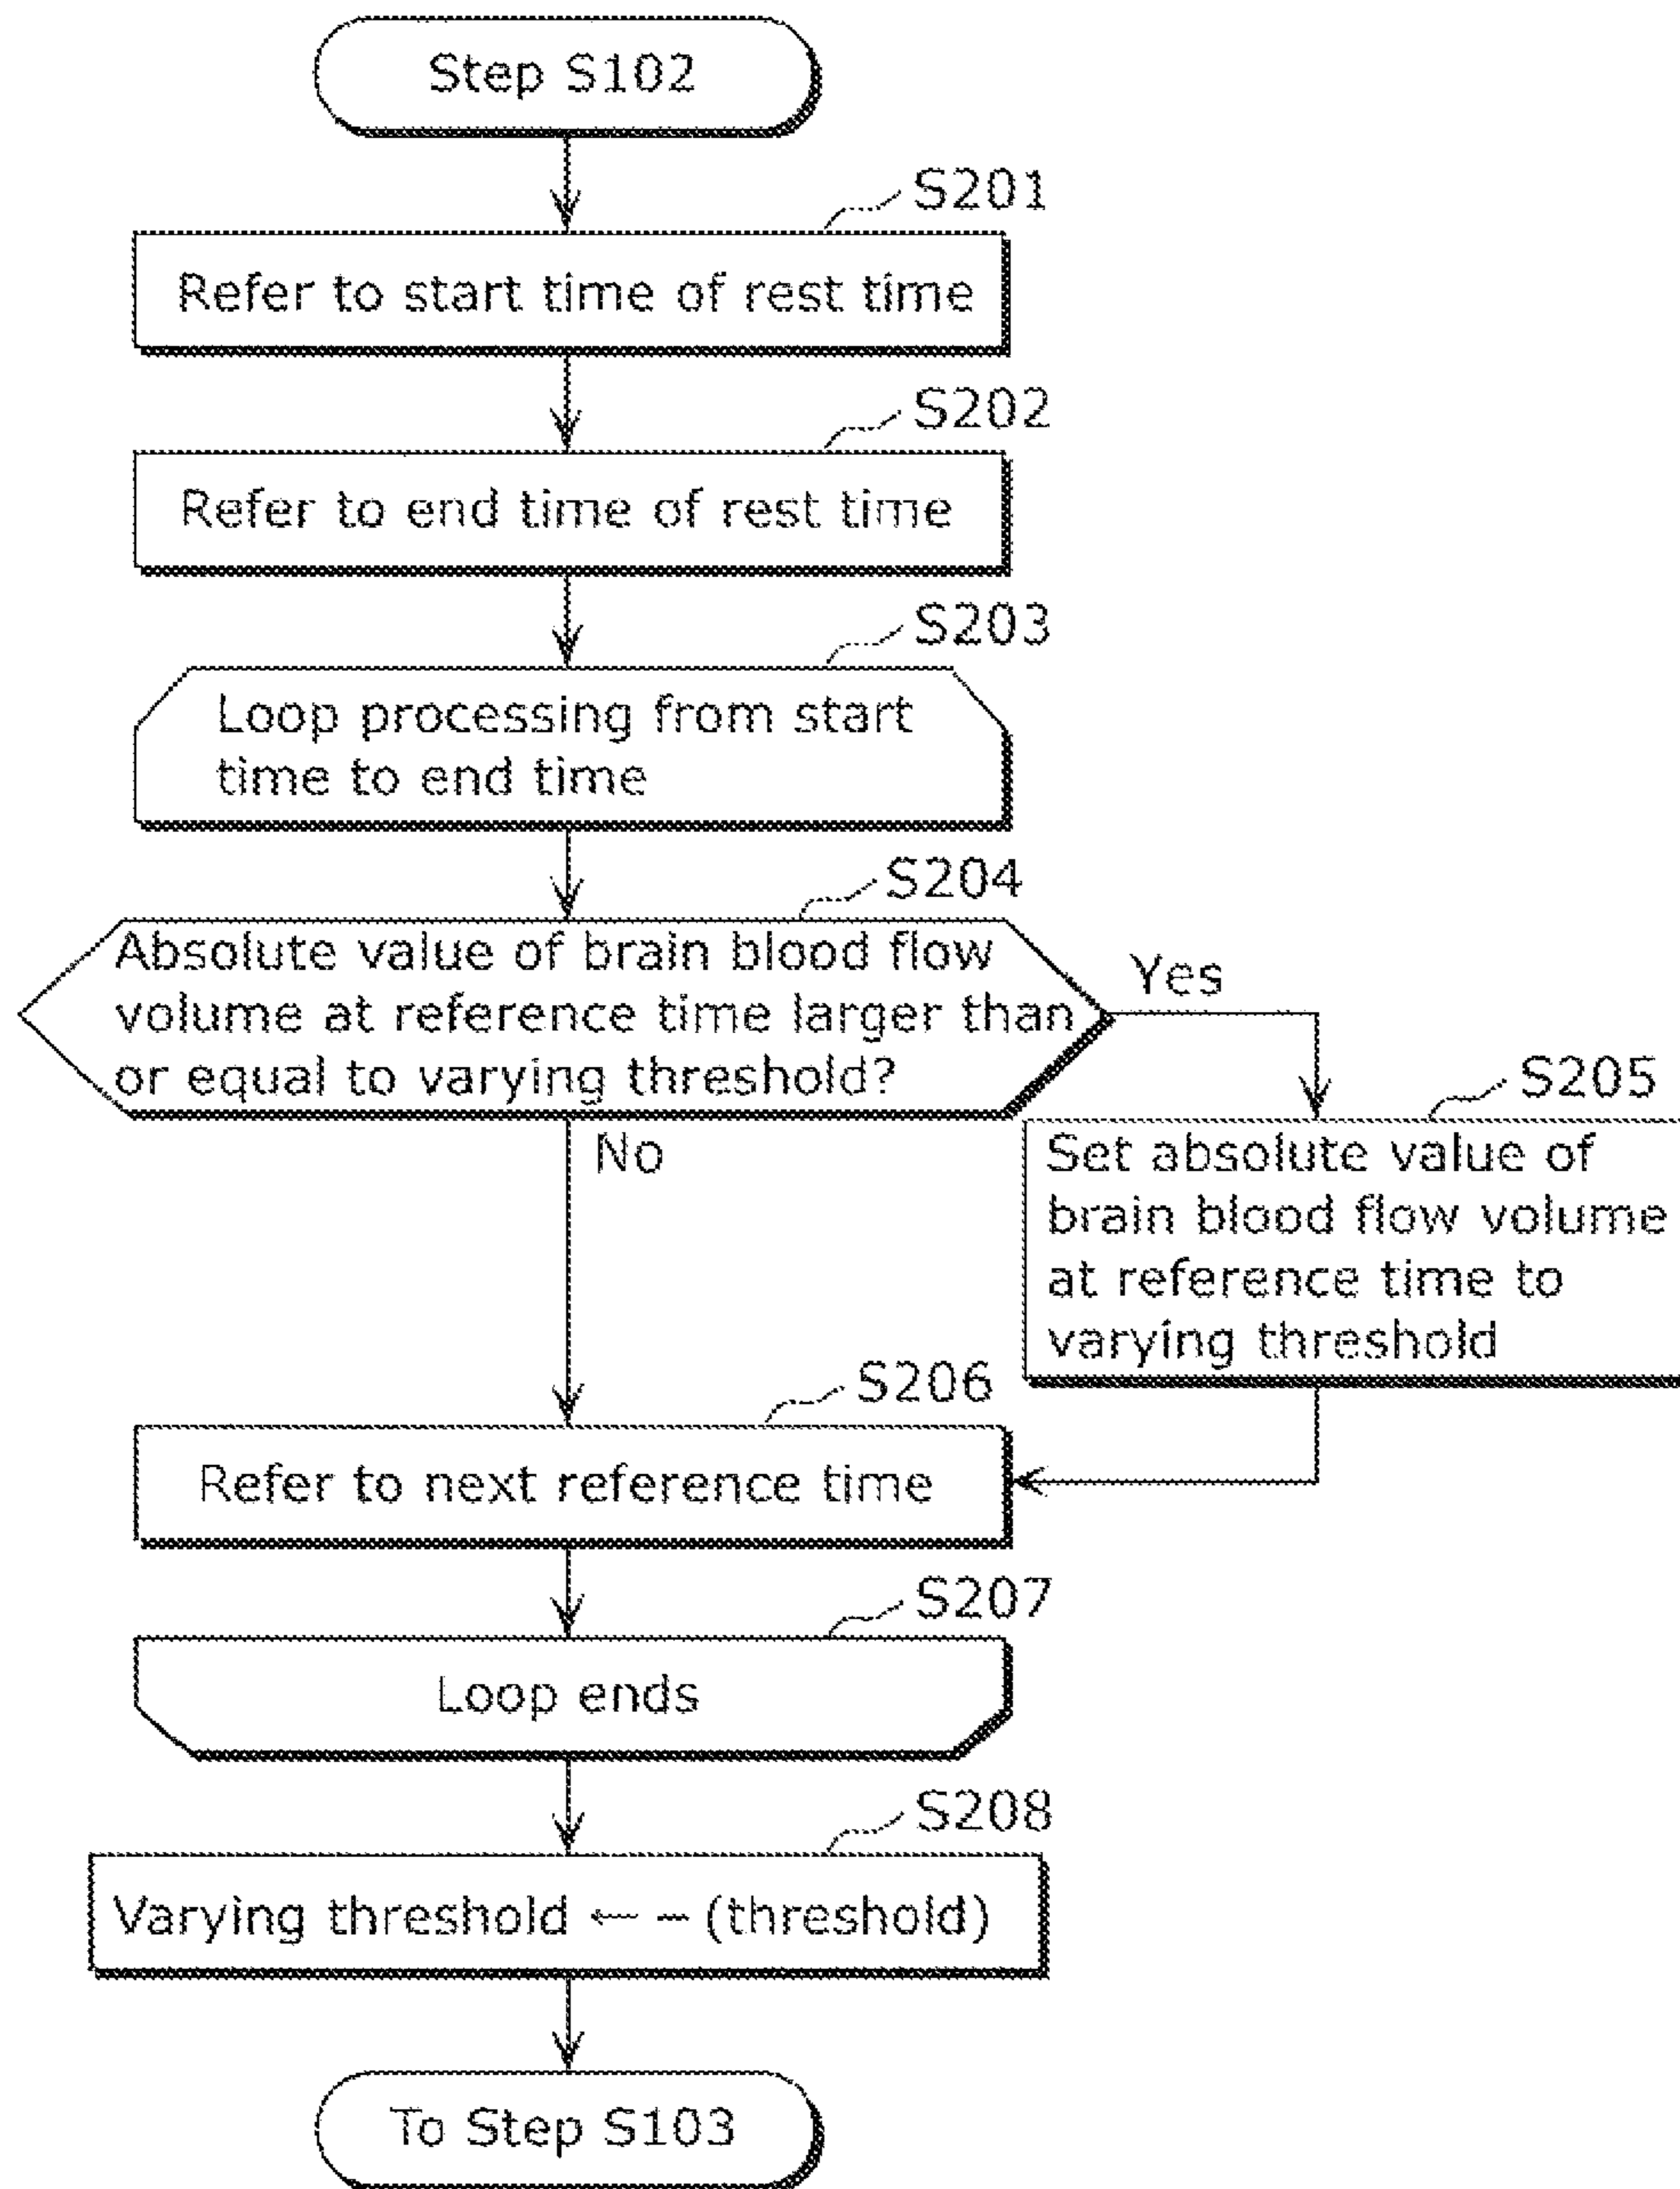 Step S102
S201
Refer to start time of rest time
S202
Refer to end time of rest time
S203
Loop processing from start
time to end time
S204
Absolute value of brain blood flow
volume at reference time larger than
or equal to varying threshold?
Yes
No
S205
Set absolute value of
brain blood flow volume
at reference time to
varying threshold
S206
Refer to next reference time
S207
Loop ends
S208
Varying threshold ← – (threshold)
To Step S103